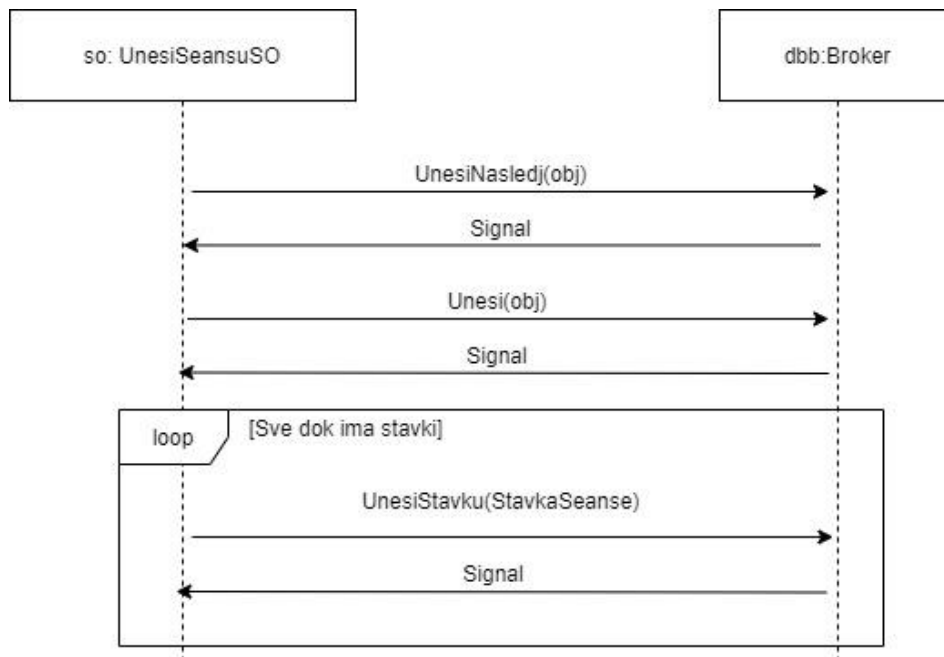 so: UnesiSeansuSO
dbb:Broker
UnesiNasledj(obj)
Signal
Unesi(obj)
Signal
loop
[Sve dok ima stavki]
UnesiStavku(StavkaSeanse)
Signal